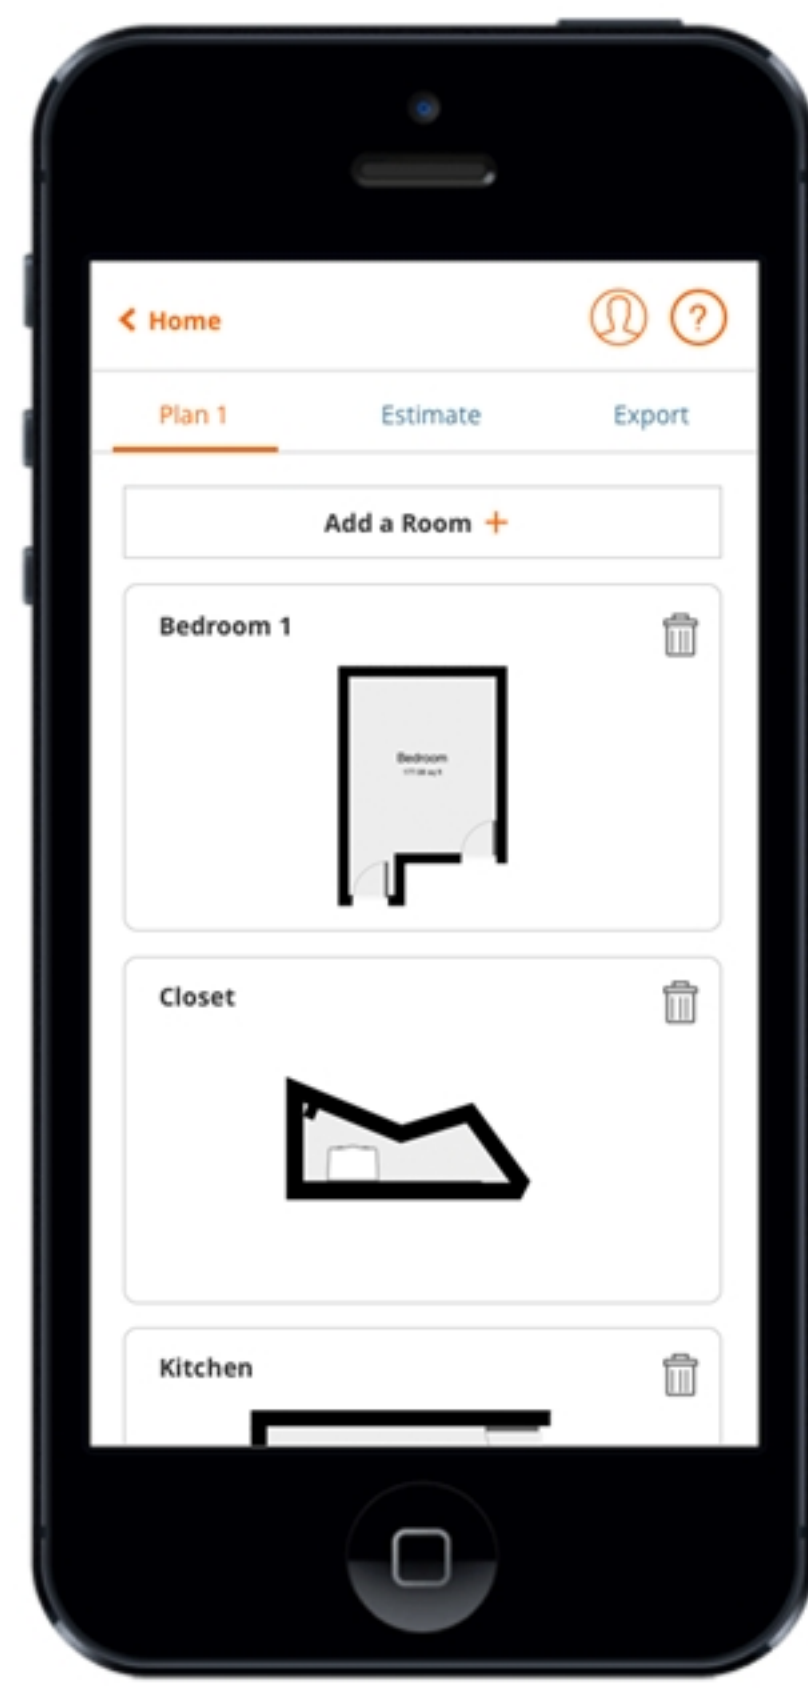 Home
?
Plan 1 Estimate Export
Add a Room +
Bedroom 1
Bedroom
Closet
Kitchen